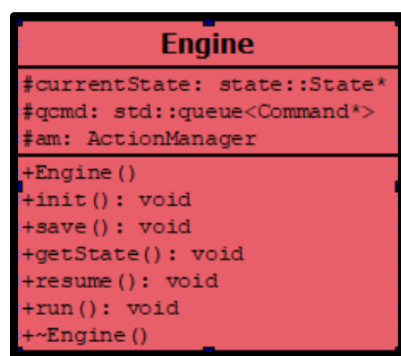 Engine
#currentState: state::State*
#qcmd: std::queue<Command*>
#am: ActionManager
+Engine()
+init(): void
+save(): void
+getState(): void
+resume(): void
+run(): void
+~Engine()